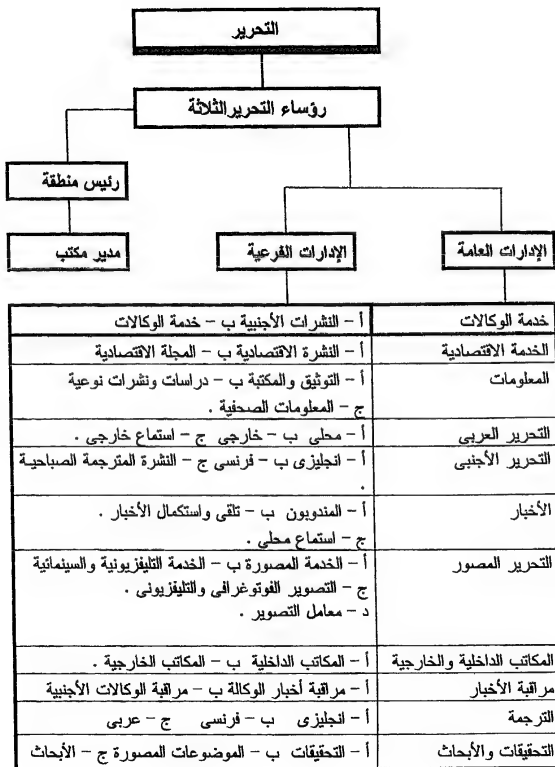 التحرير
رؤساء التحرير الثلاثة
رئيس منطقة
مدير مكتب
الإدارات العامة
الإدارات الفرعية
خدمة الوكالات
أ – النشرات الأجنبية ب – خدمة الوكالات
الخدمة الاقتصادية
أ – النشرة الاقتصادية ب – المجلة الاقتصادية
المعلومات
أ – التوثيق والمكتبة ب – دراسات ونشرات نوعية
ج – المعلومات الصحفية .
التحرير العربى
أ – محلى ب – خارجى ج – استماع خارجى .
التحرير الأجنبى
أ – انجليزى ب – فرنسى ج – النشرة المترجمة الصباحية
.
الأخبار
أ – المندوبون ب – تلقى واستكمال الأخبار .
ج – استماع محلى .
التحرير المصور
أ – الخدمة المصورة ب – الخدمة التليفزيونية والسينمائية
ج – التصوير الفوتوغرافى والتليفزيونى .
د – معامل التصوير .
المكاتب الداخلية والخارجية
أ – المكاتب الداخلية ب – المكاتب الخارجية .
مراقبة الأخبار
أ – مراقبة أخبار الوكالة ب – مراقبة الوكالات الأجنبية
الترجمة
أ – انجليزى ب – فرنسى ج – عربى
التحقيقات والأبحاث
أ – التحقيقات ب – الموضوعات المصورة ج – الأبحاث